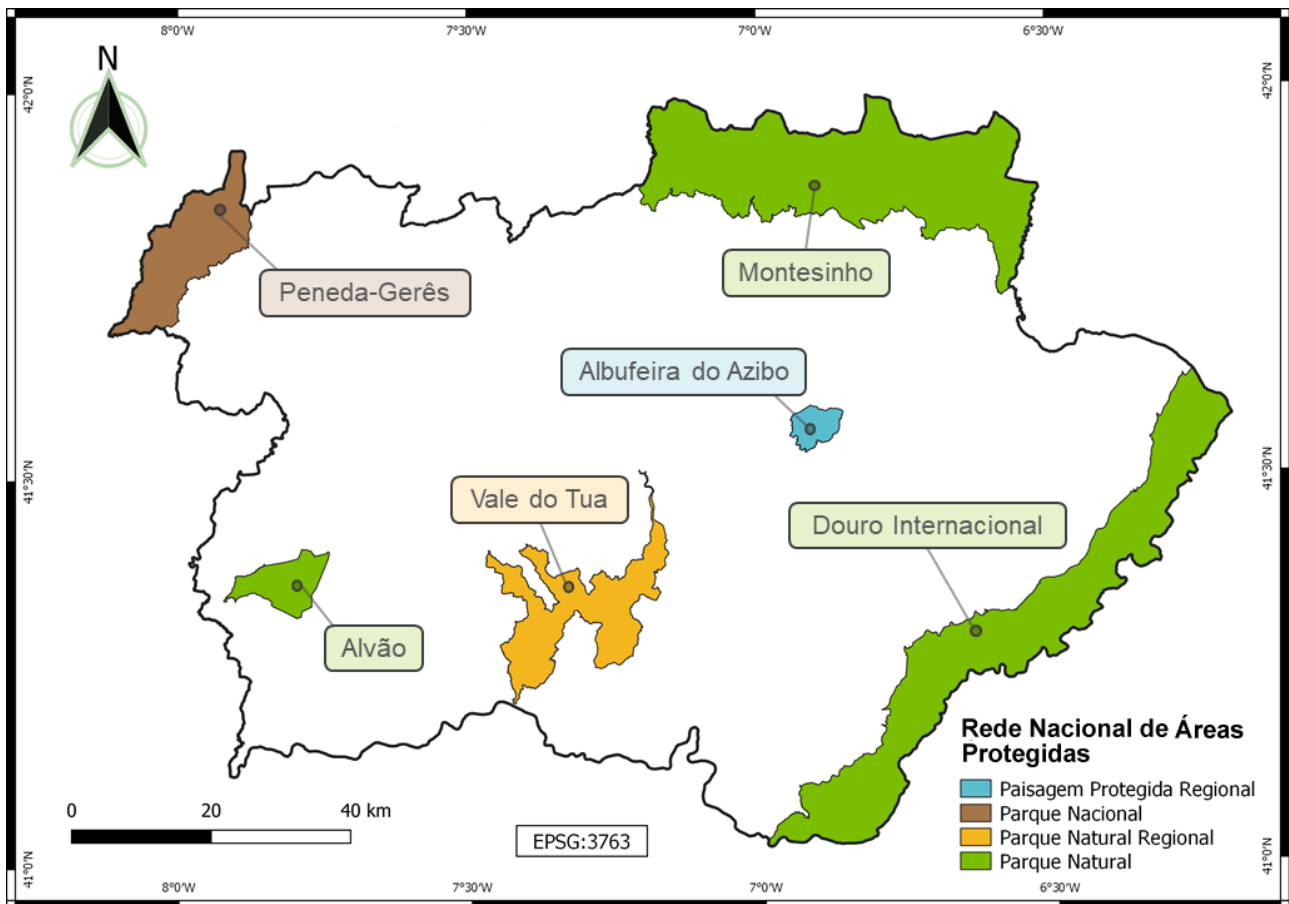 8°0'W
7°30'W
7°0'W
6°30'W
N
42°0'N
42°0'N
Peneda-Gerês
Montesinho
Albufeira do Azibo
41°30'N
41°30'N
Vale do Tua
Douro Internacional
Alvão
Rede Nacional de Áreas
Protegidas
Paisagem Protegida Regional
Parque Nacional
Parque Natural Regional
Parque Natural
0 20 40 km
EPSG:3763
41°0'N
41°0'N
8°0'W
7°30'W
7°0'W
6°30'W